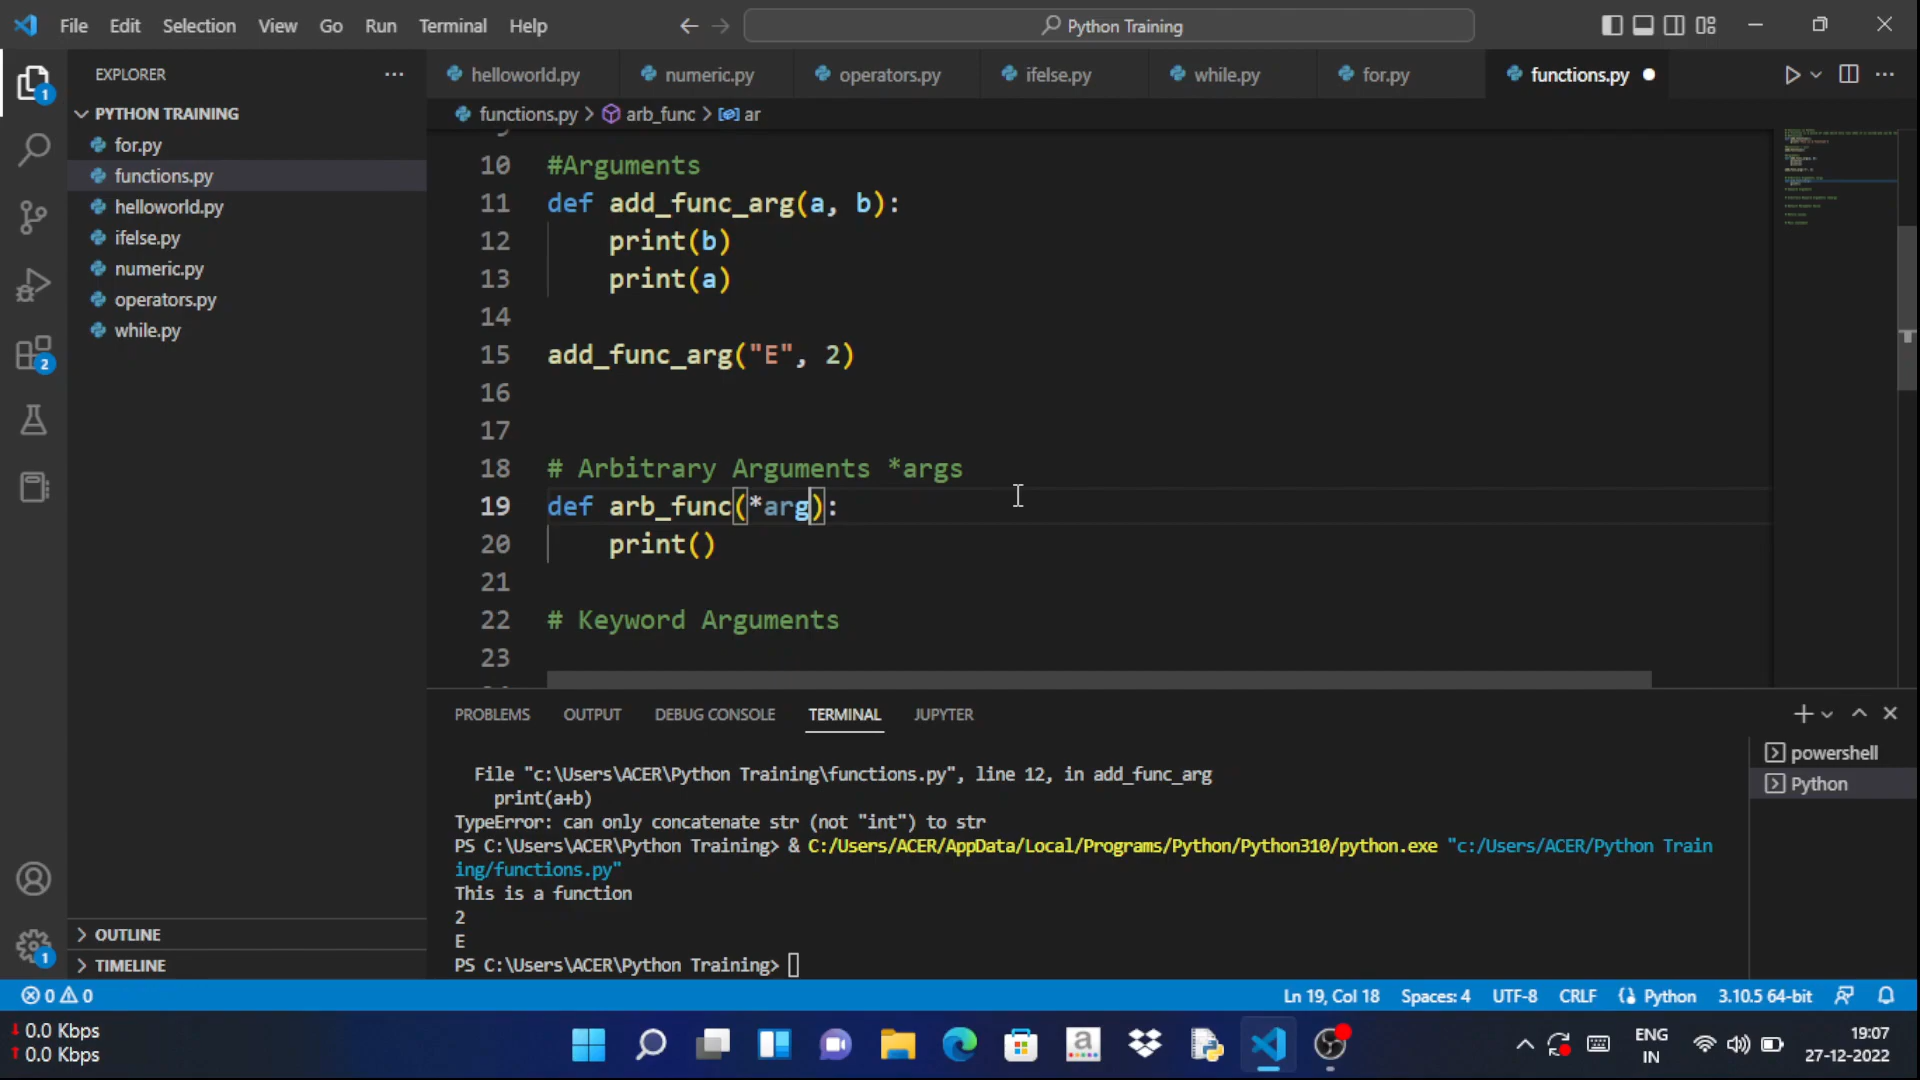 File Edit Selection View Go Run Terminal Help
Python Training
EXPLORER
PYTHON TRAINING
for.py
functions.py
helloworld.py
ifelse.py
numeric.py
operators.py
while.py
OUTLINE
TIMELINE
1
2
1
helloworld.py numeric.py operators.py ifelse.py while.py for.py functions.py
functions.py > arb_func > ar
10 #Arguments
11 def add_func_arg(a, b):
12 print(b)
13 print(a)
14
15 add_func_arg("E", 2)
16
17
18 # Arbitrary Arguments *args
19 def arb_func(*arg):
20 print()
21
22 # Keyword Arguments
23
PROBLEMS OUTPUT DEBUG CONSOLE TERMINAL JUPYTER
File "c:\Users\ACER\Python Training\functions.py", line 12, in add_func_arg
print(a+b)
TypeError: can only concatenate str (not "int") to str
PS C:\Users\ACER\Python Training> & C:/Users/ACER/AppData/Local/Programs/Python/Python310/python.exe "c:/Users/ACER/Python Train
ing/functions.py"
This is a function
2
E
PS C:\Users\ACER\Python Training>
powershell
Python
0 0 Ln 19, Col 18 Spaces: 4 UTF-8 CRLF Python 3.10.5 64-bit
0.0 Kbps
0.0 Kbps
a
ENG
IN
19:07
27-12-2022